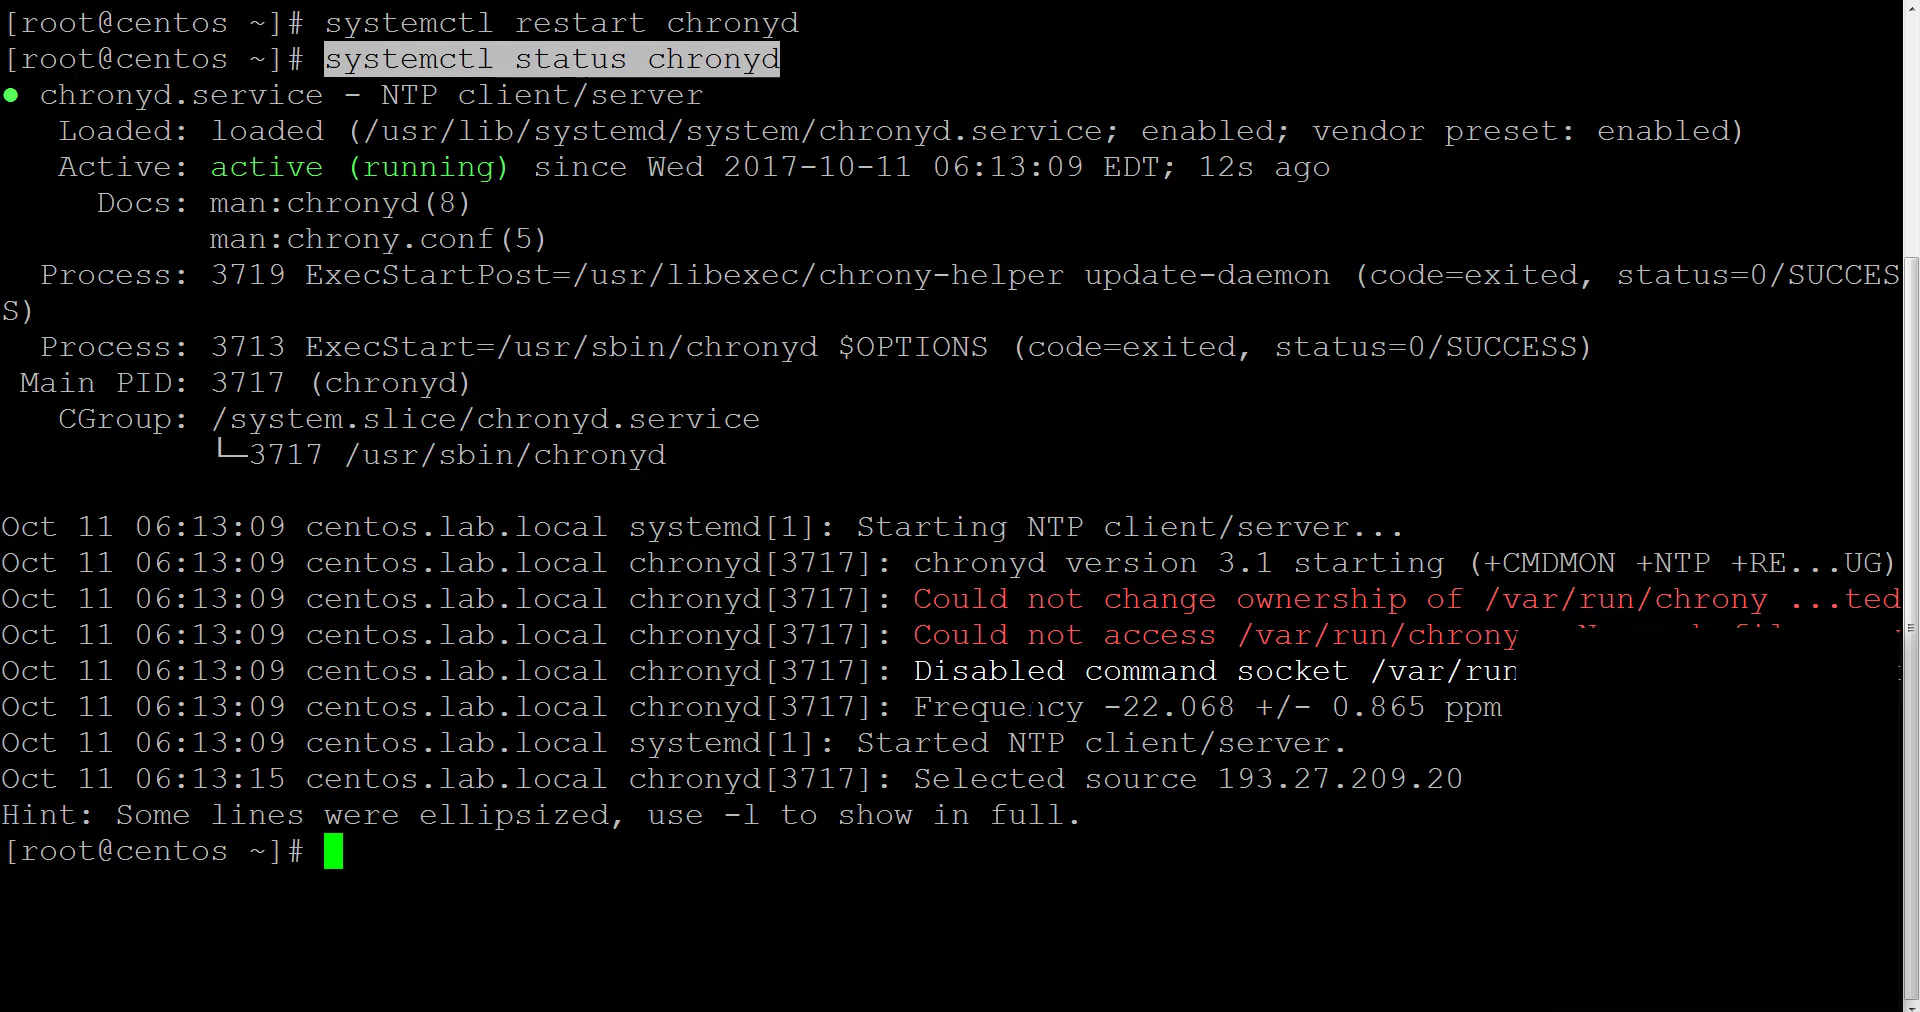 [root@centos ~]# systemctl restart chronyd
[root@centos ~]# systemctl status chronyd
● chronyd.service - NTP client/server
   Loaded: loaded (/usr/lib/systemd/system/chronyd.service; enabled; vendor preset: enabled)
   Active: active (running) since Wed 2017-10-11 06:13:09 EDT; 12s ago
     Docs: man:chronyd(8)
           man:chrony.conf(5)
  Process: 3719 ExecStartPost=/usr/libexec/chrony-helper update-daemon (code=exited, status=0/SUCCES
S)
  Process: 3713 ExecStart=/usr/sbin/chronyd $OPTIONS (code=exited, status=0/SUCCESS)
 Main PID: 3717 (chronyd)
   CGroup: /system.slice/chronyd.service
           └─3717 /usr/sbin/chronyd
Oct 11 06:13:09 centos.lab.local systemd[1]: Starting NTP client/server...
Oct 11 06:13:09 centos.lab.local chronyd[3717]: chronyd version 3.1 starting (+CMDMON +NTP +RE...UG)
Oct 11 06:13:09 centos.lab.local chronyd[3717]: Could not change ownership of /var/run/chrony ...ted
Oct 11 06:13:09 centos.lab.local chronyd[3717]: Could not access /var/run/chrony
Oct 11 06:13:09 centos.lab.local chronyd[3717]: Disabled command socket /var/run
Oct 11 06:13:09 centos.lab.local chronyd[3717]: Frequency -22.068 +/- 0.865 ppm
Oct 11 06:13:09 centos.lab.local systemd[1]: Started NTP client/server.
Oct 11 06:13:15 centos.lab.local chronyd[3717]: Selected source 193.27.209.20
Hint: Some lines were ellipsized, use -l to show in full.
[root@centos ~]#